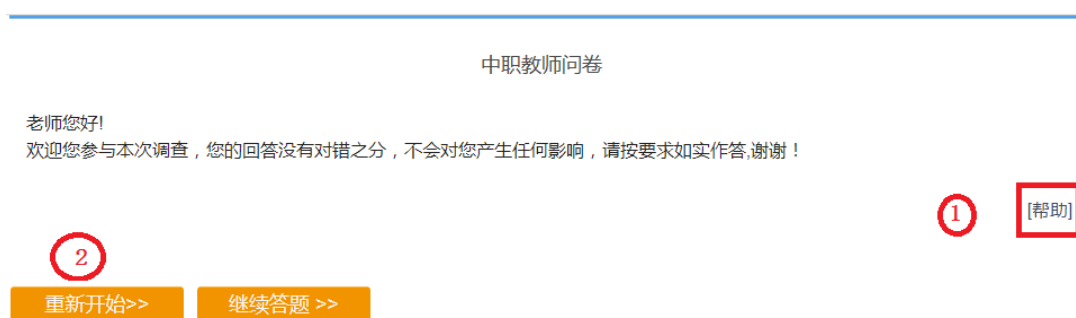 中职教师问卷
老师您好!
欢迎您参与本次调查，您的回答没有对错之分，不会对您产生任何影响，请按要求如实作答,谢谢！
1 [帮助]
2
重新开始>> 继续答题 >>